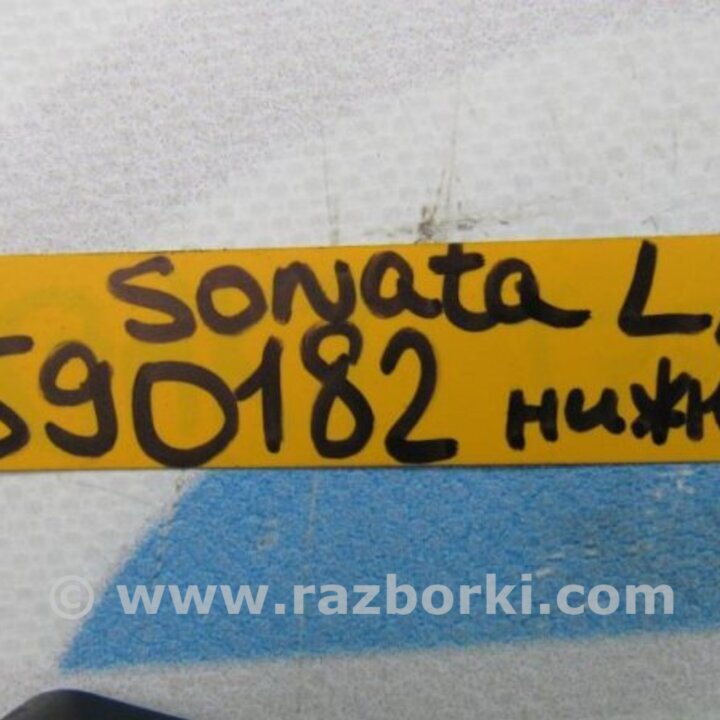 Sonata L
590182 нижн
© www.razborki.com